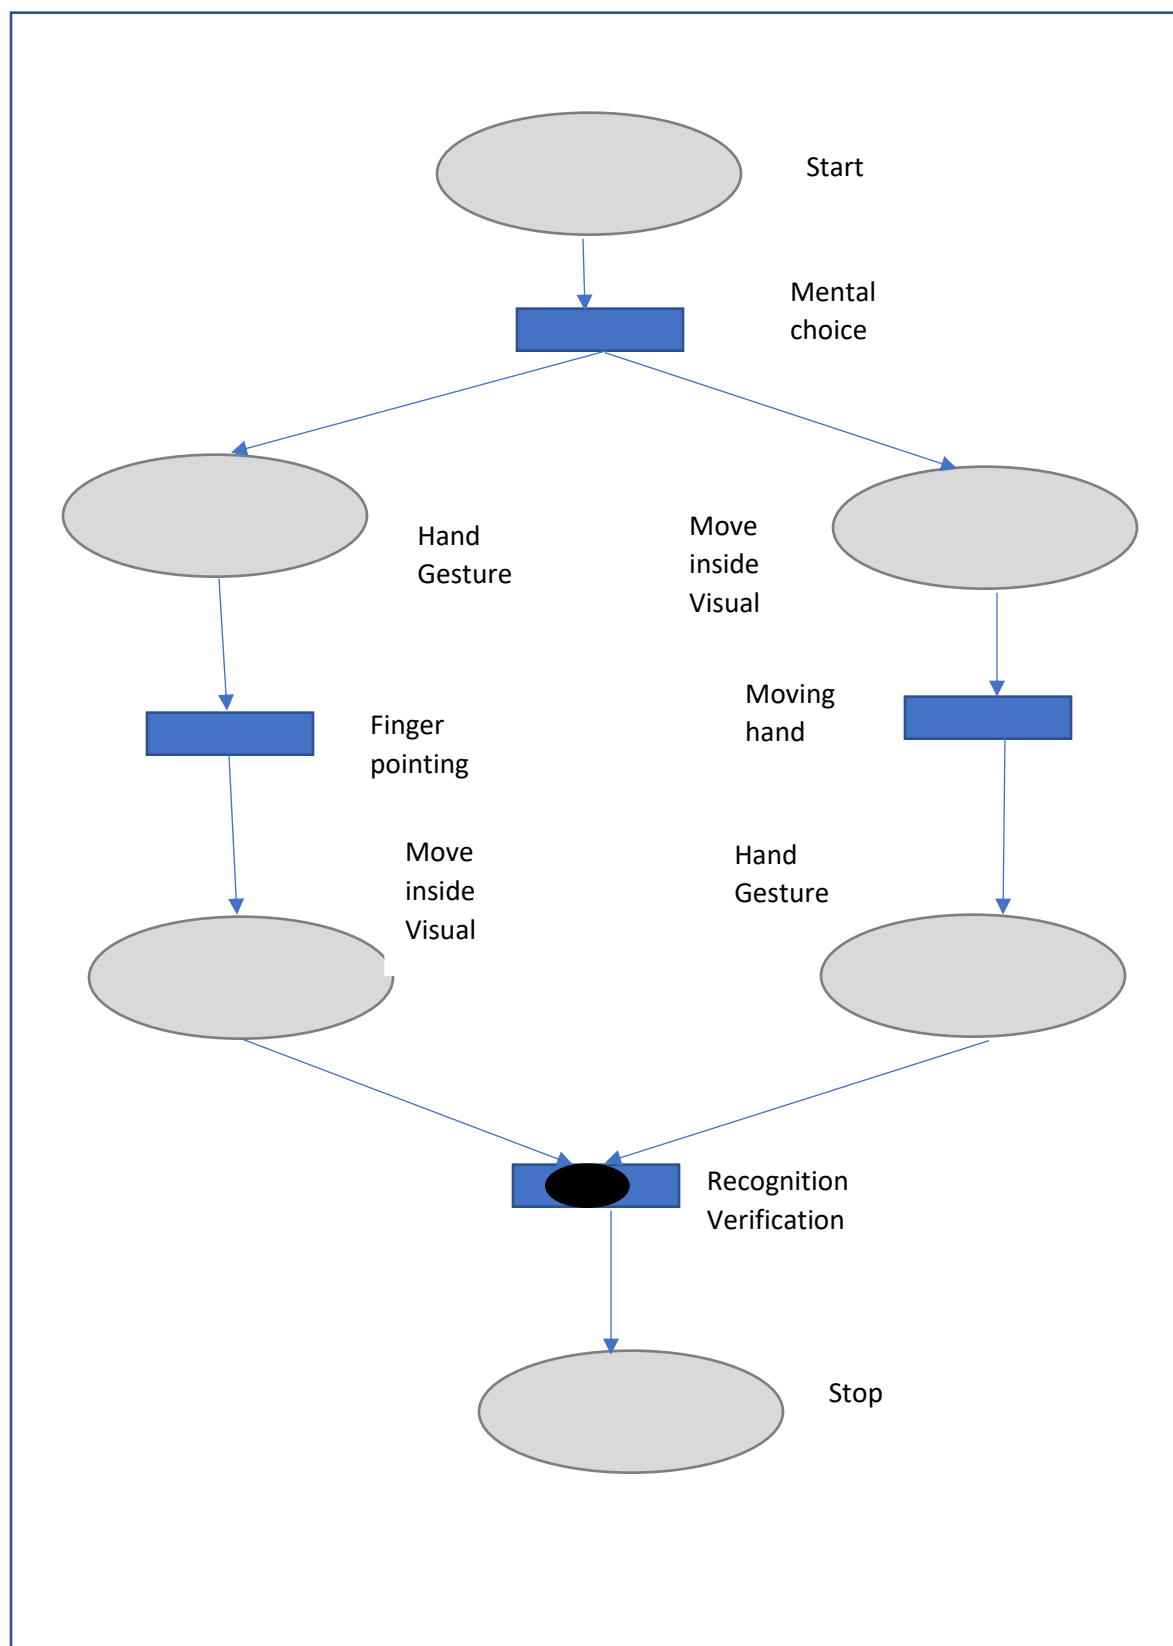 Start
Mental
choice
Hand
Gesture
Move
inside
Visual
Finger
pointing
Moving
hand
Move
inside
Visual
Hand
Gesture
Recognition
Verification
Stop